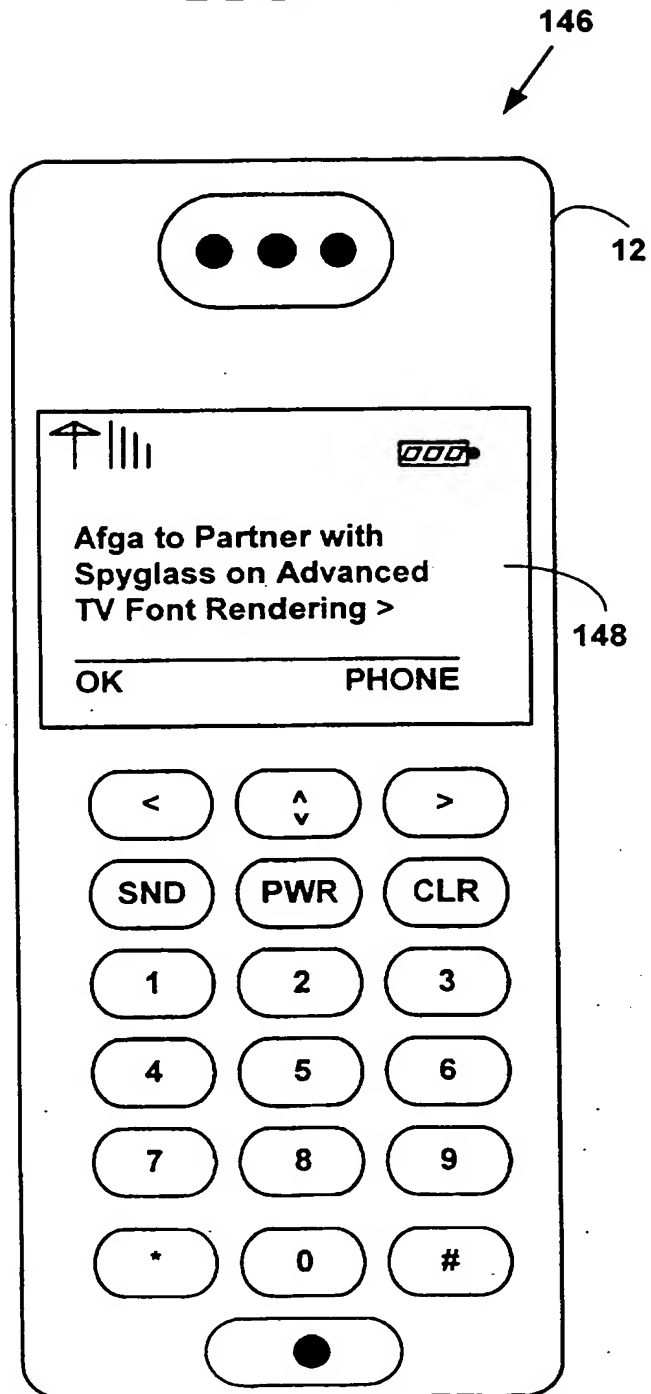 146
12
Afga to Partner with
Spyglass on Advanced
TV Font Rendering >
148
OK PHONE
< ^ v >
SND PWR CLR
1 2 3
4 5 6
7 8 9
* 0 #